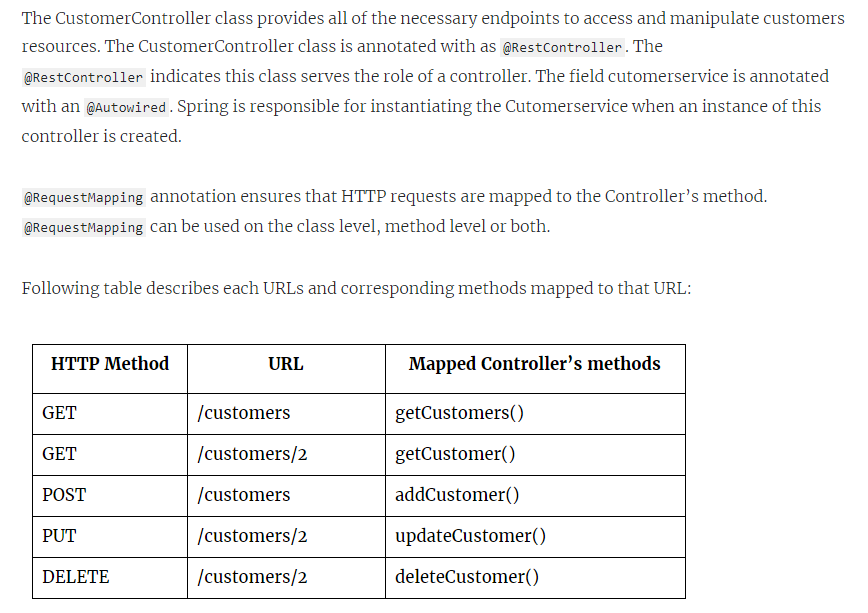 The CustomerController class provides all of the necessary endpoints to access and manipulate customers
resources. The CustomerController class is annotated with as @RestController. The
@RestController indicates this class serves the role of a controller. The field cutomerservice is annotated
with an @Autowired. Spring is responsible for instantiating the Cutomerservice when an instance of this
controller is created.
@RequestMapping annotation ensures that HTTP requests are mapped to the Controller’s method.
@RequestMapping can be used on the class level, method level or both.
Following table describes each URLs and corresponding methods mapped to that URL:
HTTP Method URL Mapped Controller’s methods
GET /customers getCustomers()
GET /customers/2 getCustomer()
POST /customers addCustomer()
PUT /customers/2 updateCustomer()
DELETE /customers/2 deleteCustomer()